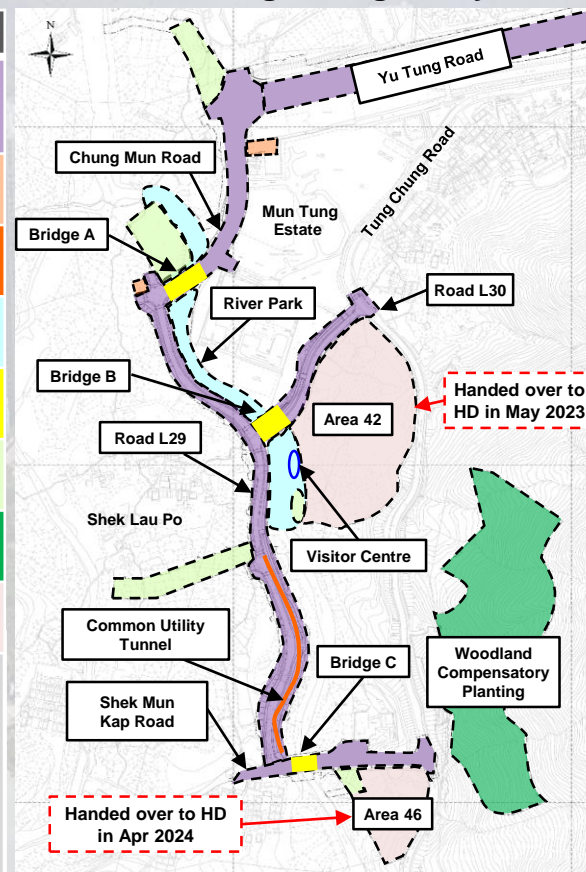 N
Yu Tung Road
Chung Mun Road
Tung Chung Road
Mun Tung
Estate
Bridge A
River Park
Road L30
Bridge B
Handed over to
HD in May 2023
Area 42
Road L29
Shek Lau Po
Visitor Centre
Common Utility
Tunnel
Bridge C
Woodland
Compensatory
Planting
Shek Mun
Kap Road
Handed over to HD
in Apr 2024
Area 46